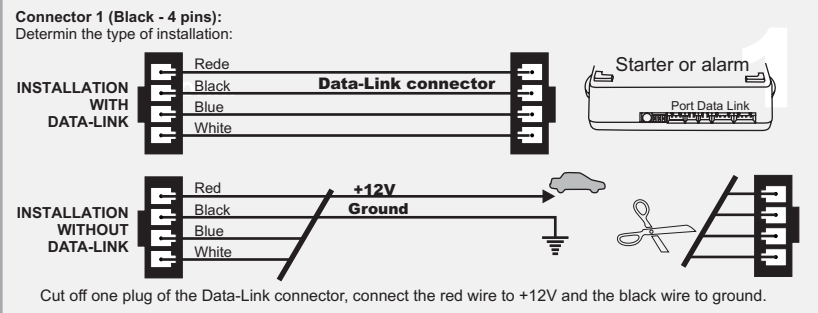 Connector 1 (Black - 4 pins):
Determin the type of installation:
1
INSTALLATION
WITH
DATA-LINK
Rede
Black
Blue
White
Data-Link connector
Starter or alarm
Port Data Link
INSTALLATION
WITHOUT
DATA-LINK
Red
Black
Blue
White
+12V
Ground
Cut off one plug of the Data-Link connector, connect the red wire to +12V and the black wire to ground.